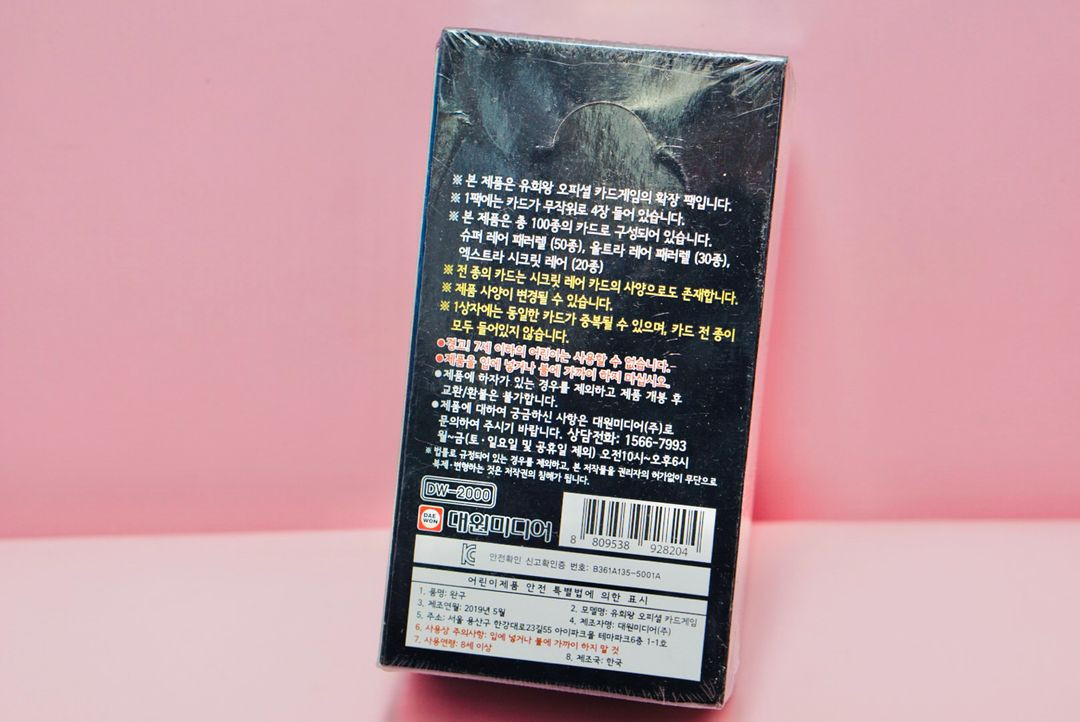 ※ 본 제품은 유희왕 오피셜 카드게임의 확장 팩입니다.
※ 1팩에는 카드가 무작위로 4장 들어 있습니다.
※ 본 제품은 총 100종의 카드로 구성되어 있습니다.
슈퍼 레어 패러렐 (50종), 울트라 레어 패러렐 (30종),
엑스트라 시크릿 레어 (20종)
※ 전 종의 카드는 시크릿 레어 카드의 사양으로도 존재합니다.
※ 제품 사양이 변경될 수 있습니다.
※ 1상자에는 동일한 카드가 중복될 수 있으며, 카드 전 종이
모두 들어있지 않습니다.
●경고! 7세 이하의 어린이는 사용할 수 없습니다.
●제품을 입에 넣거나 불에 가까이 하지 마십시오.
●제품에 하자가 있는 경우를 제외하고 제품 개봉 후
교환/환불은 불가합니다.
●제품에 대하여 궁금하신 사항은 대원미디어(주)로
문의하여 주시기 바랍니다. 상담전화: 1566-7993
월~금(토·일요일 및 공휴일 제외) 오전10시~오후6시
※ 법률로 규정되어 있는 경우를 제외하고, 본 저작물을 권리자의 허가없이 무단으로
복제·변형하는 것은 저작권의 침해가 됩니다.
DW-2000
DAE WON 대원미디어
8 809538 928204
안전확인 신고확인증 번호: B361A135-5001A
어린이제품 안전 특별법에 의한 표시
1. 품명: 완구
2. 모델명: 유희왕 오피셜 카드게임
3. 제조연월: 2019년 5월
4. 제조자명: 대원미디어(주)
5. 주소: 서울 용산구 한강대로23길55 아이파크몰 테마파크6층 1-1호
6. 사용상 주의사항: 입에 넣거나 불에 가까이 하지 말 것
7. 사용연령: 8세 이상
8. 제조국: 한국